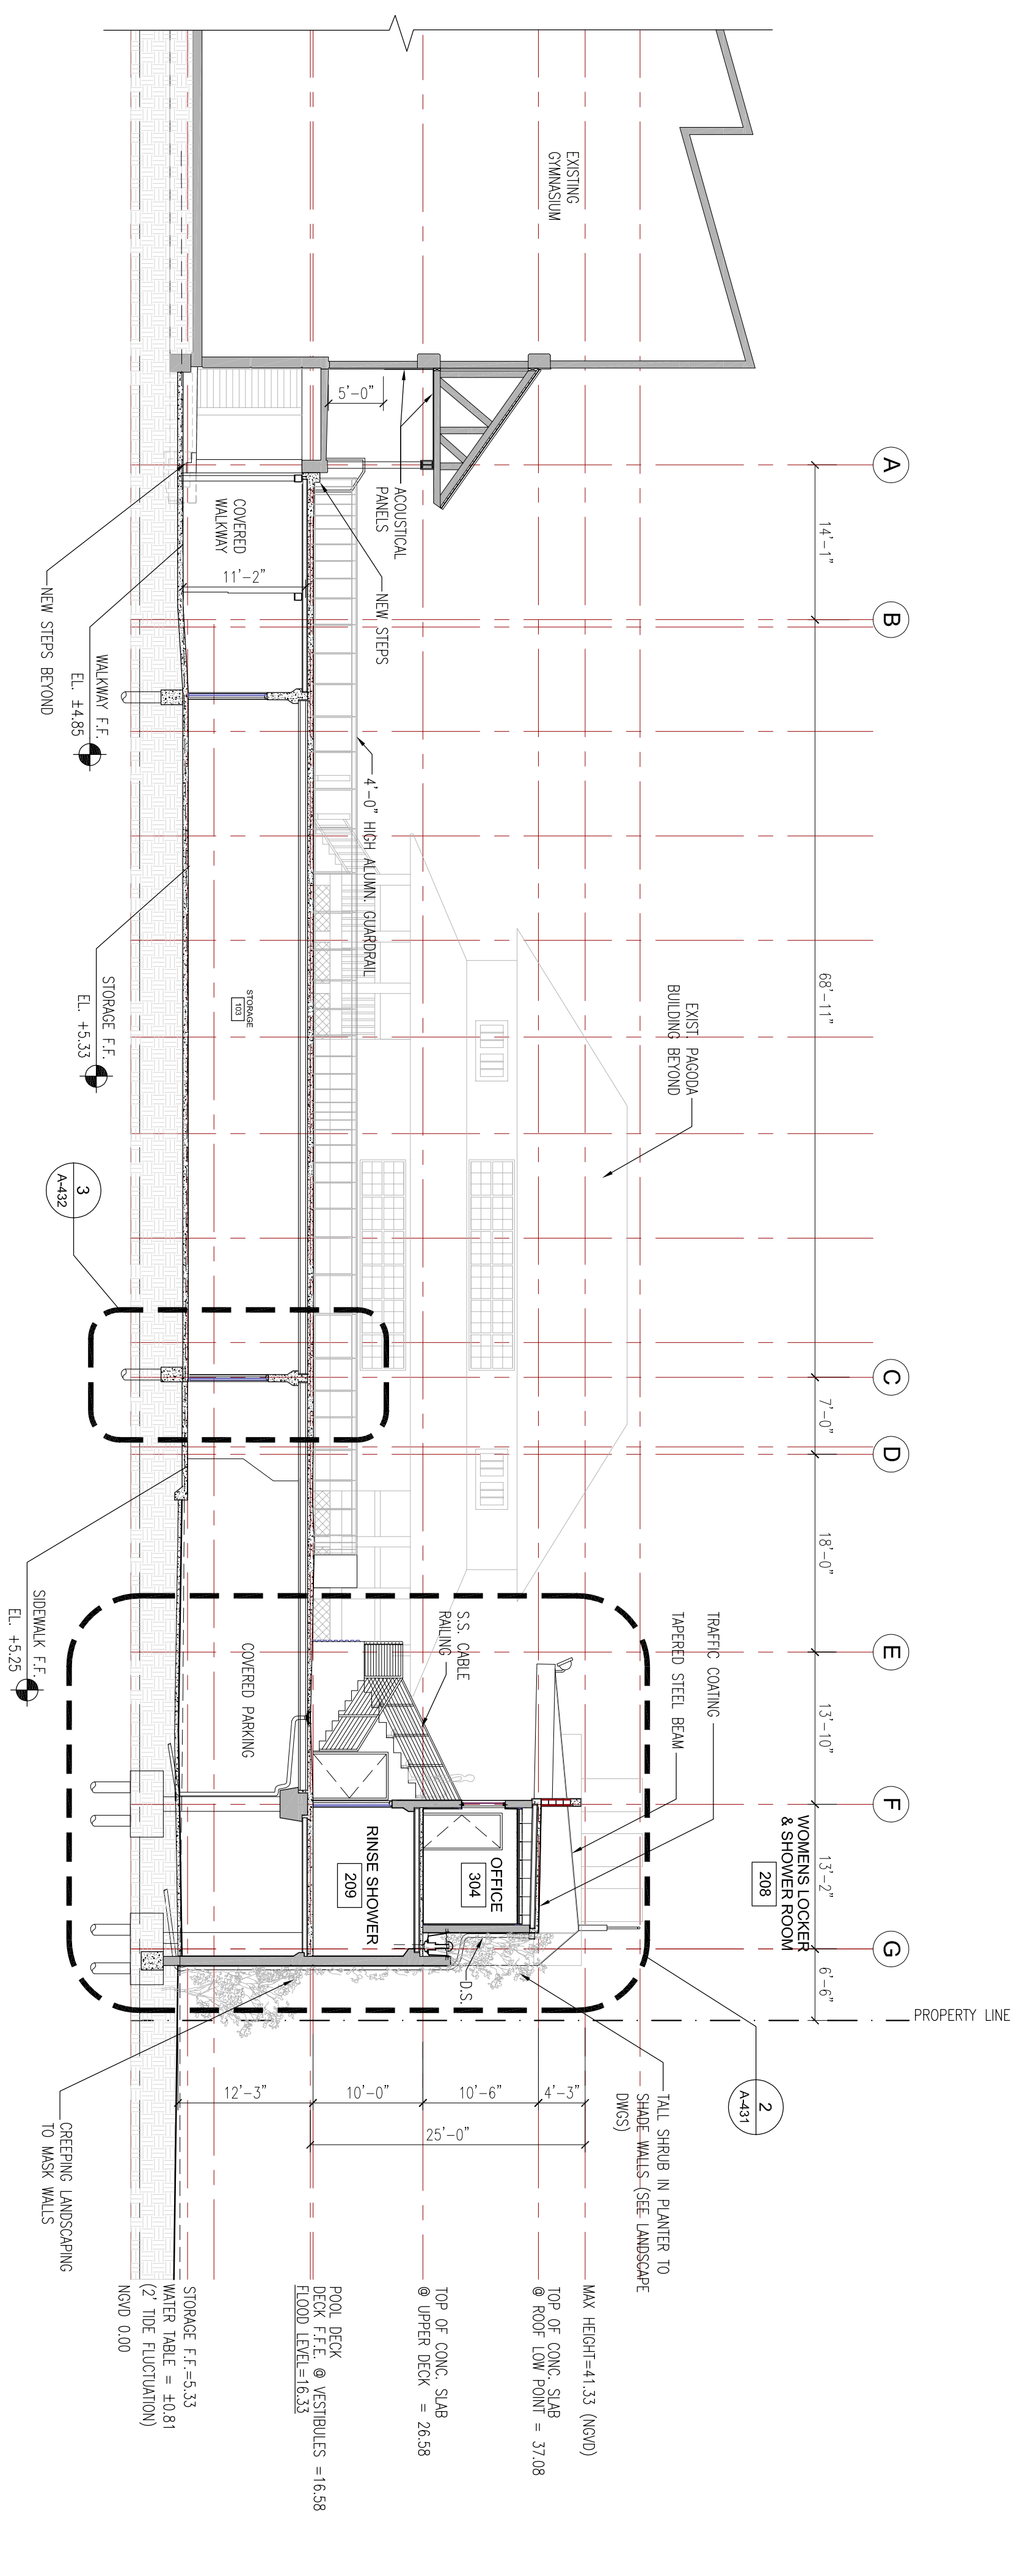 EXISTING
GYMNASIUM
5'-0"
ACOUSTICAL
PANELS
COVERED
WALKWAY
11'-2"
NEW STEPS
NEW STEPS BEYOND
WALKWAY F.F.
EL. ±4.85
4'-0" HIGH ALUMN. GUARDRAIL
STORAGE
103
STORAGE F.F.
EL. +5.33
EXIST. PAGODA
BUILDING BEYOND
3
A-432
SIDEWALK F.F.
EL. +5.25
COVERED PARKING
S.S. CABLE
RAILING
TRAFFIC COATING
TAPERED STEEL BEAM
RINSE SHOWER
209
OFFICE
304
WOMENS LOCKER
& SHOWER ROOM
208
D.S.
A
14'-1"
B
68'-11"
C
7'-0"
D
18'-0"
E
13'-10"
F
13'-2"
G
6'-6"
PROPERTY LINE
2
A-431
TALL SHRUB IN PLANTER TO
SHADE WALLS (SEE LANDSCAPE
DWGS)
CREEPING LANDSCAPING
TO MASK WALLS
12'-3"
10'-0"
10'-6"
4'-3"
25'-0"
MAX HEIGHT=41.33 (NGVD)
TOP OF CONC. SLAB
@ ROOF LOW POINT = 37.08
TOP OF CONC. SLAB
@ UPPER DECK = 26.58
POOL DECK
DECK F.F.E. @ VESTIBULES =16.58
FLOOD LEVEL=16.33
STORAGE F.F.=5.33
WATER TABLE = ±0.81
(2' TIDE FLUCTUATION)
NGVD 0.00